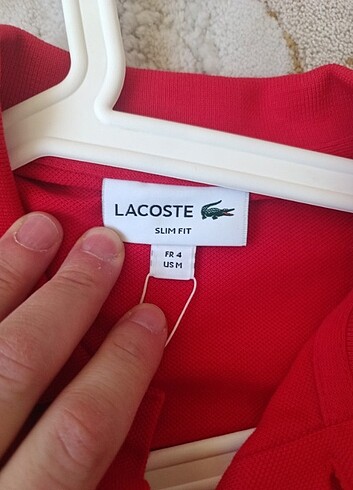 LACOSTE
SLIM FIT
FR 4
US M